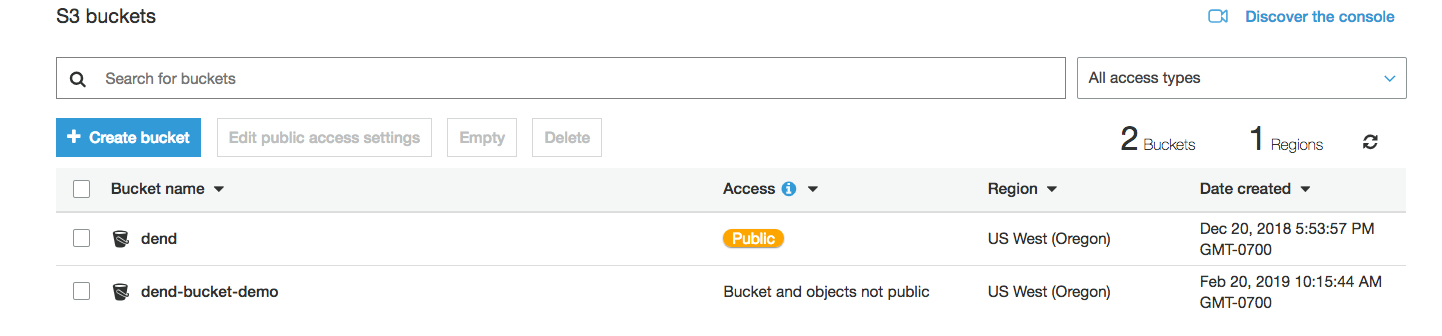 S3 buckets
Discover the console
Search for buckets
All access types
+ Create bucket
Edit public access settings
Empty
Delete
2 Buckets
1 Regions
Bucket name
Access
Region
Date created
dend
Public
US West (Oregon)
Dec 20, 2018 5:53:57 PM
GMT-0700
dend-bucket-demo
Bucket and objects not public
US West (Oregon)
Feb 20, 2019 10:15:44 AM
GMT-0700